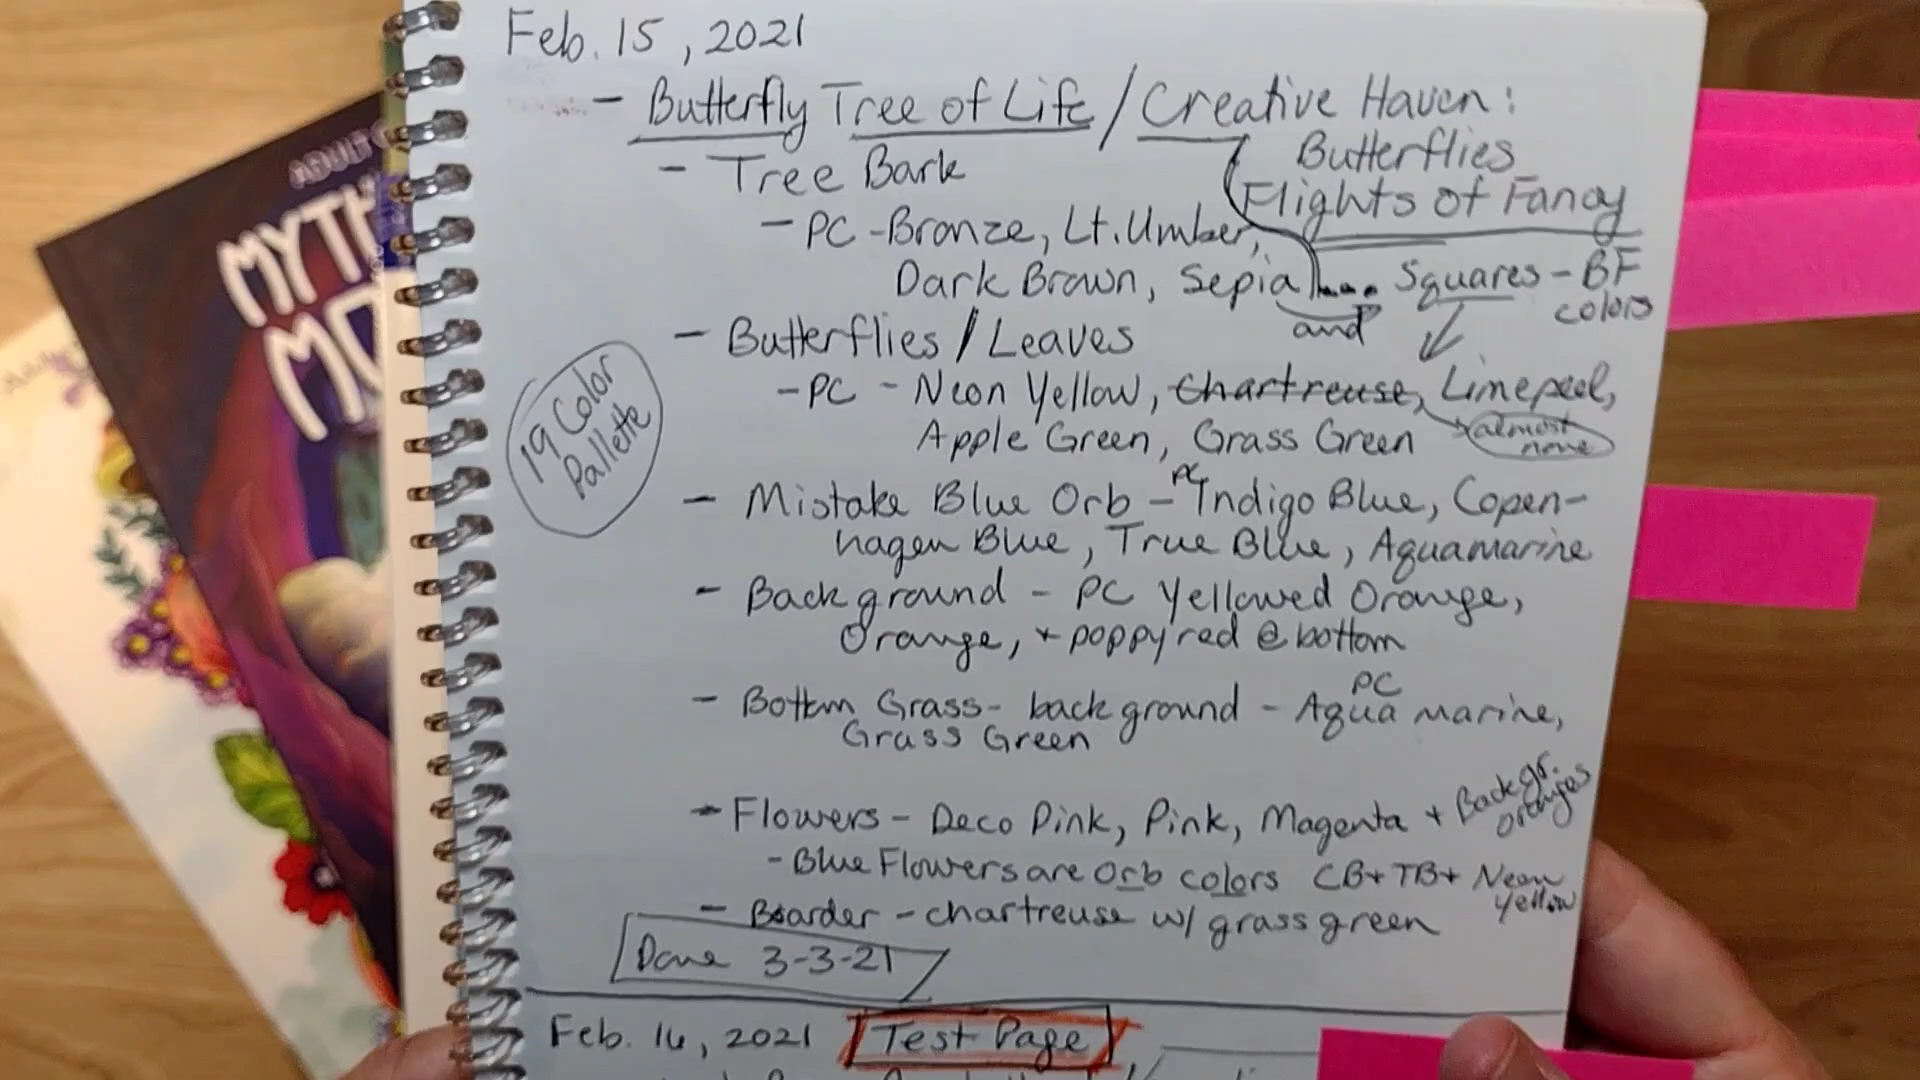 ADULT
MYTH
MO
Feb. 15, 2021
- Butterfly Tree of Life / Creative Haven:
Butterflies
Flights of Fancy
- Tree Bark
- PC - Bronze, Lt. Umber,
Dark Brown, Sepia and Squares - BF
colors
- Butterflies / Leaves
- PC - Neon Yellow, Chartreuse, Limepeel,
almost
none
Apple Green, Grass Green
19 Color
Pallette
- Mistake Blue Orb - PC Indigo Blue, Copen-
hagen Blue, True Blue, Aquamarine
- Background - PC Yellowed Orange,
Orange, + poppy red @ bottom
- Bottom Grass - background - PC Aqua marine,
Grass Green
- Flowers - Deco Pink, Pink, Magenta + Backgr.
oranges
- Blue Flowers are Orb colors CB + TB + Neon
yellow
- Boarder - chartreuse w/ grass green
Done 3-3-21
Feb. 16, 2021 Test Page